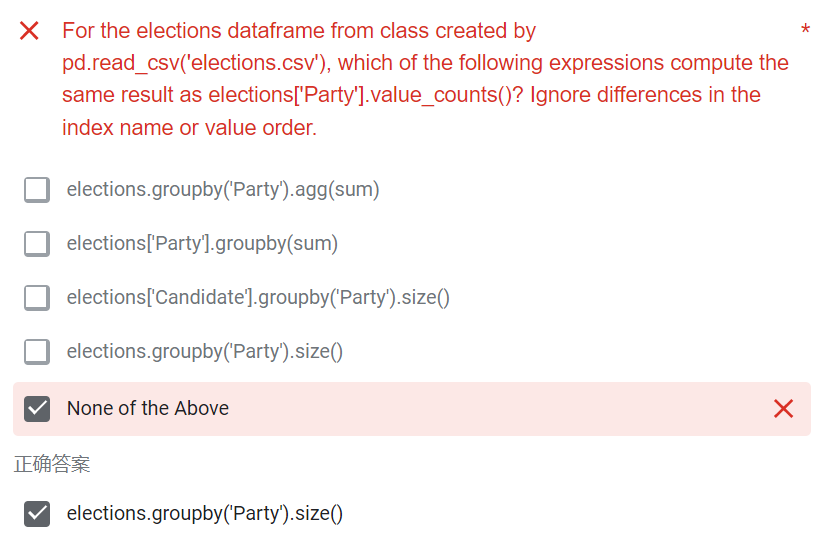 For the elections dataframe from class created by *
pd.read_csv('elections.csv'), which of the following expressions compute the
same result as elections['Party'].value_counts()? Ignore differences in the
index name or value order.
elections.groupby('Party').agg(sum)
elections['Party'].groupby(sum)
elections['Candidate'].groupby('Party').size()
elections.groupby('Party').size()
None of the Above
正确答案
elections.groupby('Party').size()